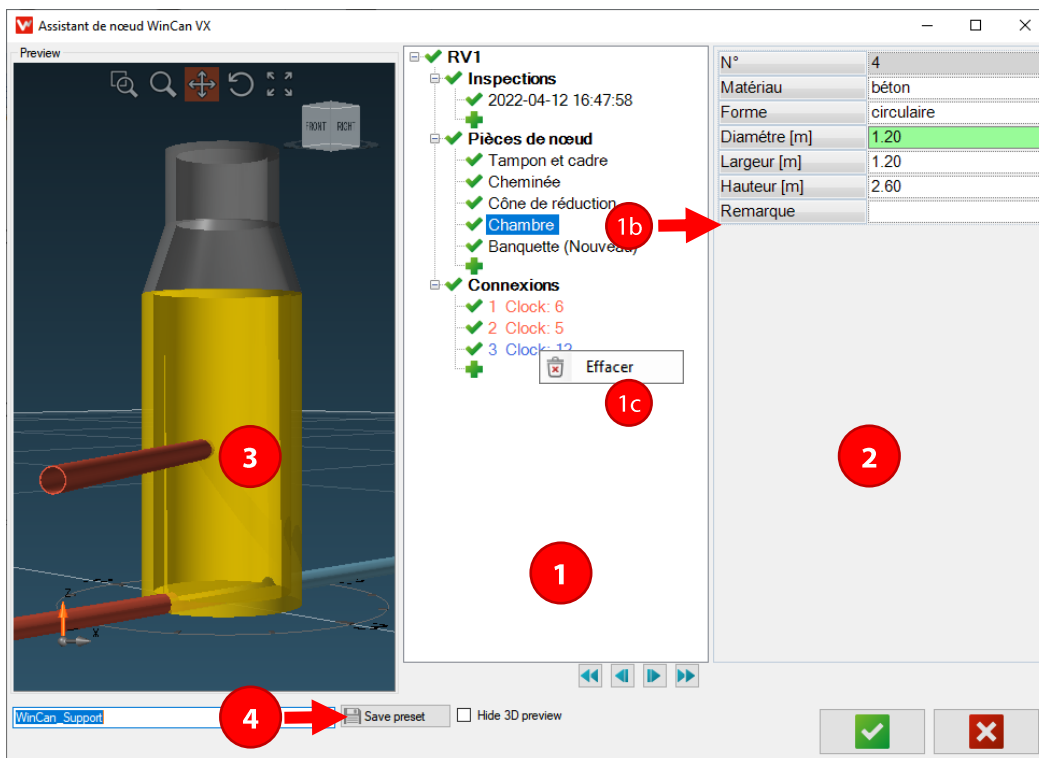 Assistant de nœud WinCan VX
Preview
FRONT RIGHT
Z
X
RV1
Inspections
2022-04-12 16:47:58
Pièces de nœud
Tampon et cadre
Cheminée
Cône de réduction
Chambre
Banquette (Nouveau)
Connexions
1 Clock: 6
2 Clock: 5
3 Clock: 12
Effacer
1b
1c
1
2
3
4
N° 4
Matériau béton
Forme circulaire
Diamétre [m] 1.20
Largeur [m] 1.20
Hauteur [m] 2.60
Remarque
WinCan_Support
Save preset
Hide 3D preview